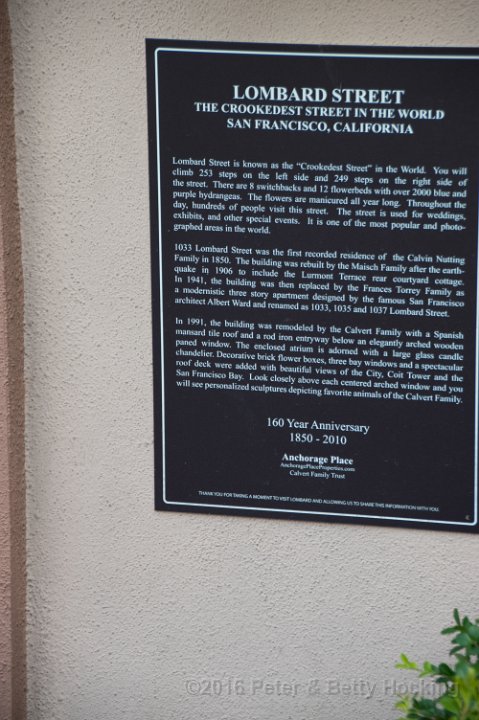 LOMBARD STREET
THE CROOKEDEST STREET IN THE WORLD
SAN FRANCISCO, CALIFORNIA
Lombard Street is known as the "Crookedest Street" in the World. You will
climb 253 steps on the left side and 249 steps on the right side of
the street. There are 8 switchbacks and 12 flowerbeds with over 2000 blue and
purple hydrangeas. The flowers are manicured all year long. Throughout the
day, hundreds of people visit this street. The street is used for weddings,
exhibits, and other special events. It is one of the most popular and photo-
graphed areas in the world.
1033 Lombard Street was the first recorded residence of the Calvin Nutting
Family in 1850. The building was rebuilt by the Maisch Family after the earth-
quake in 1906 to include the Lurmont Terrace rear courtyard cottage.
In 1941, the building was then replaced by the Frances Torrey Family as
a modernistic three story apartment designed by the famous San Francisco
architect Albert Ward and renamed as 1033, 1035 and 1037 Lombard Street.
In 1991, the building was remodeled by the Calvert Family with a Spanish
mansard tile roof and a rod iron entryway below an elegantly arched wooden
paned window. The enclosed atrium is adorned with a large glass candle
chandelier. Decorative brick flower boxes, three bay windows and a spectacular
roof deck were added with beautiful views of the City, Coit Tower and the
San Francisco Bay. Look closely above each centered arched window and you
will see personalized sculptures depicting favorite animals of the Calvert Family.
160 Year Anniversary
1850 - 2010
Anchorage Place
AnchoragePlaceProperties.com
Calvert Family Trust
THANK YOU FOR TAKING A MOMENT TO VISIT LOMBARD AND ALLOWING US TO SHARE THIS INFORMATION WITH YOU.
©2016 Peter & Betty Hocking